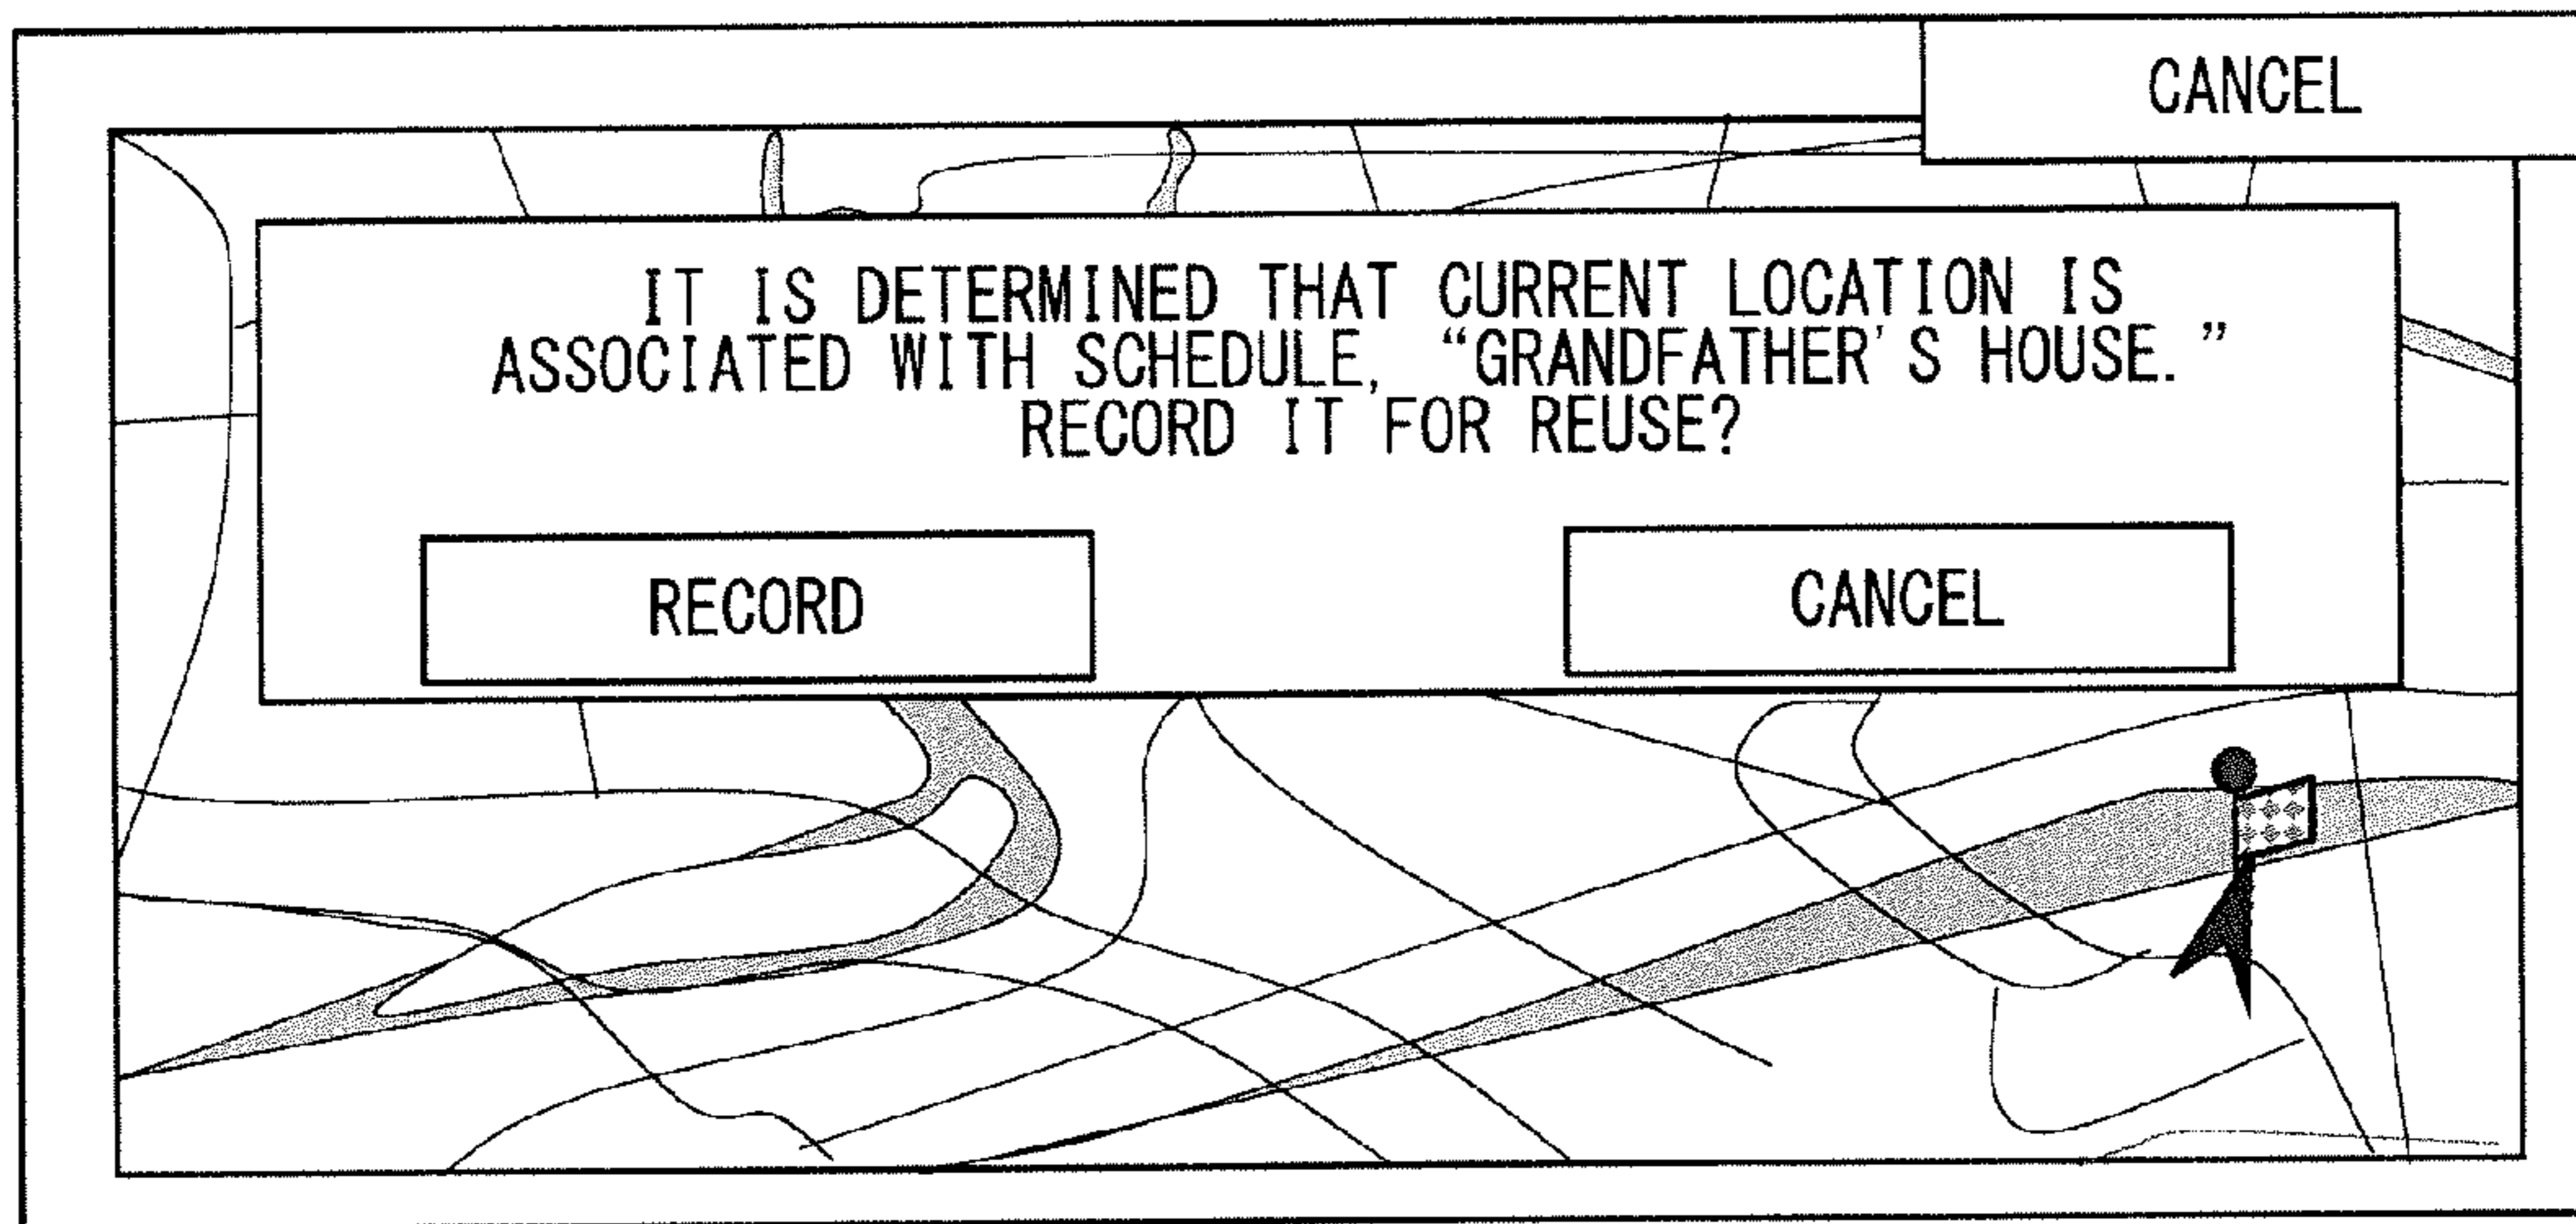 CANCEL
IT IS DETERMINED THAT CURRENT LOCATION IS
ASSOCIATED WITH SCHEDULE, “GRANDFATHER'S HOUSE.”
RECORD IT FOR REUSE?
RECORD
CANCEL